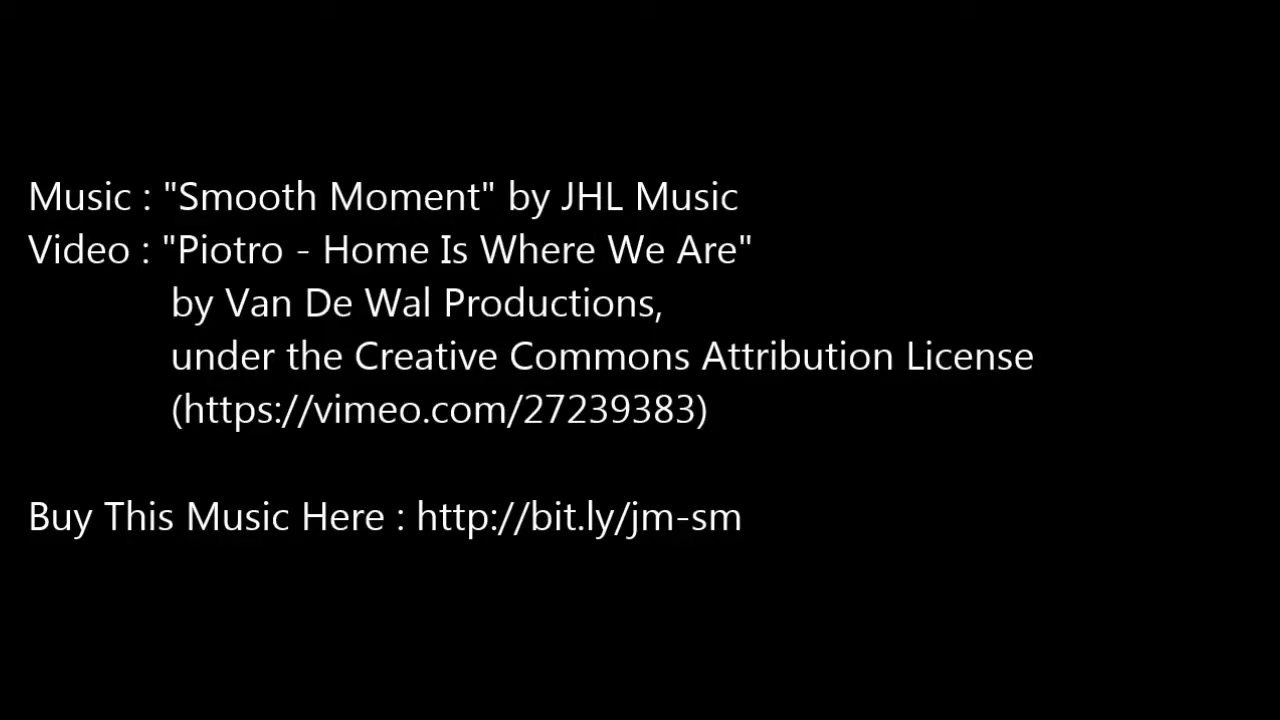 Music : "Smooth Moment" by JHL Music
Video : "Piotro - Home Is Where We Are"
by Van De Wal Productions,
under the Creative Commons Attribution License
(https://vimeo.com/27239383)
Buy This Music Here : http://bit.ly/jm-sm